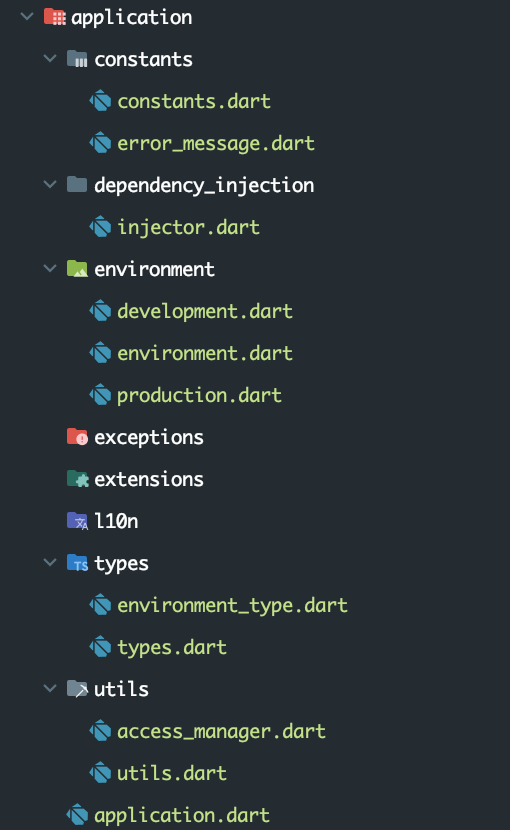 application
constants
constants.dart
error_message.dart
dependency_injection
injector.dart
environment
development.dart
environment.dart
production.dart
exceptions
extensions
l10n
types
environment_type.dart
types.dart
utils
access_manager.dart
utils.dart
application.dart